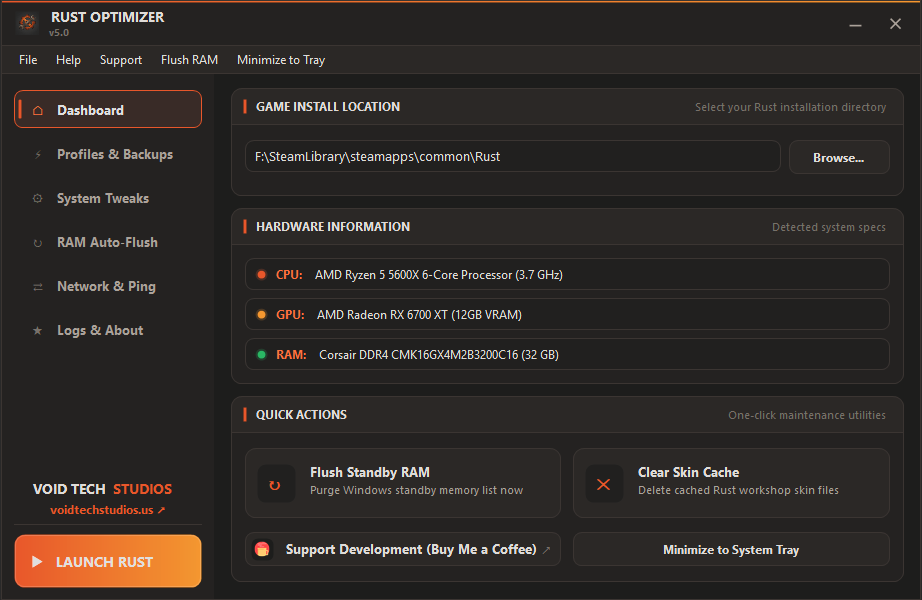 RUST OPTIMIZER
v5.0
File Help Support Flush RAM Minimize to Tray
Dashboard
Profiles & Backups
System Tweaks
RAM Auto-Flush
Network & Ping
Logs & About
VOID TECH STUDIOS
voidtechstudios.us ↗
LAUNCH RUST
GAME INSTALL LOCATION
Select your Rust installation directory
F:\SteamLibrary\steamapps\common\Rust
Browse...
HARDWARE INFORMATION
Detected system specs
CPU: AMD Ryzen 5 5600X 6-Core Processor (3.7 GHz)
GPU: AMD Radeon RX 6700 XT (12GB VRAM)
RAM: Corsair DDR4 CMK16GX4M2B3200C16 (32 GB)
QUICK ACTIONS
One-click maintenance utilities
Flush Standby RAM
Purge Windows standby memory list now
Clear Skin Cache
Delete cached Rust workshop skin files
Support Development (Buy Me a Coffee) ↗
Minimize to System Tray